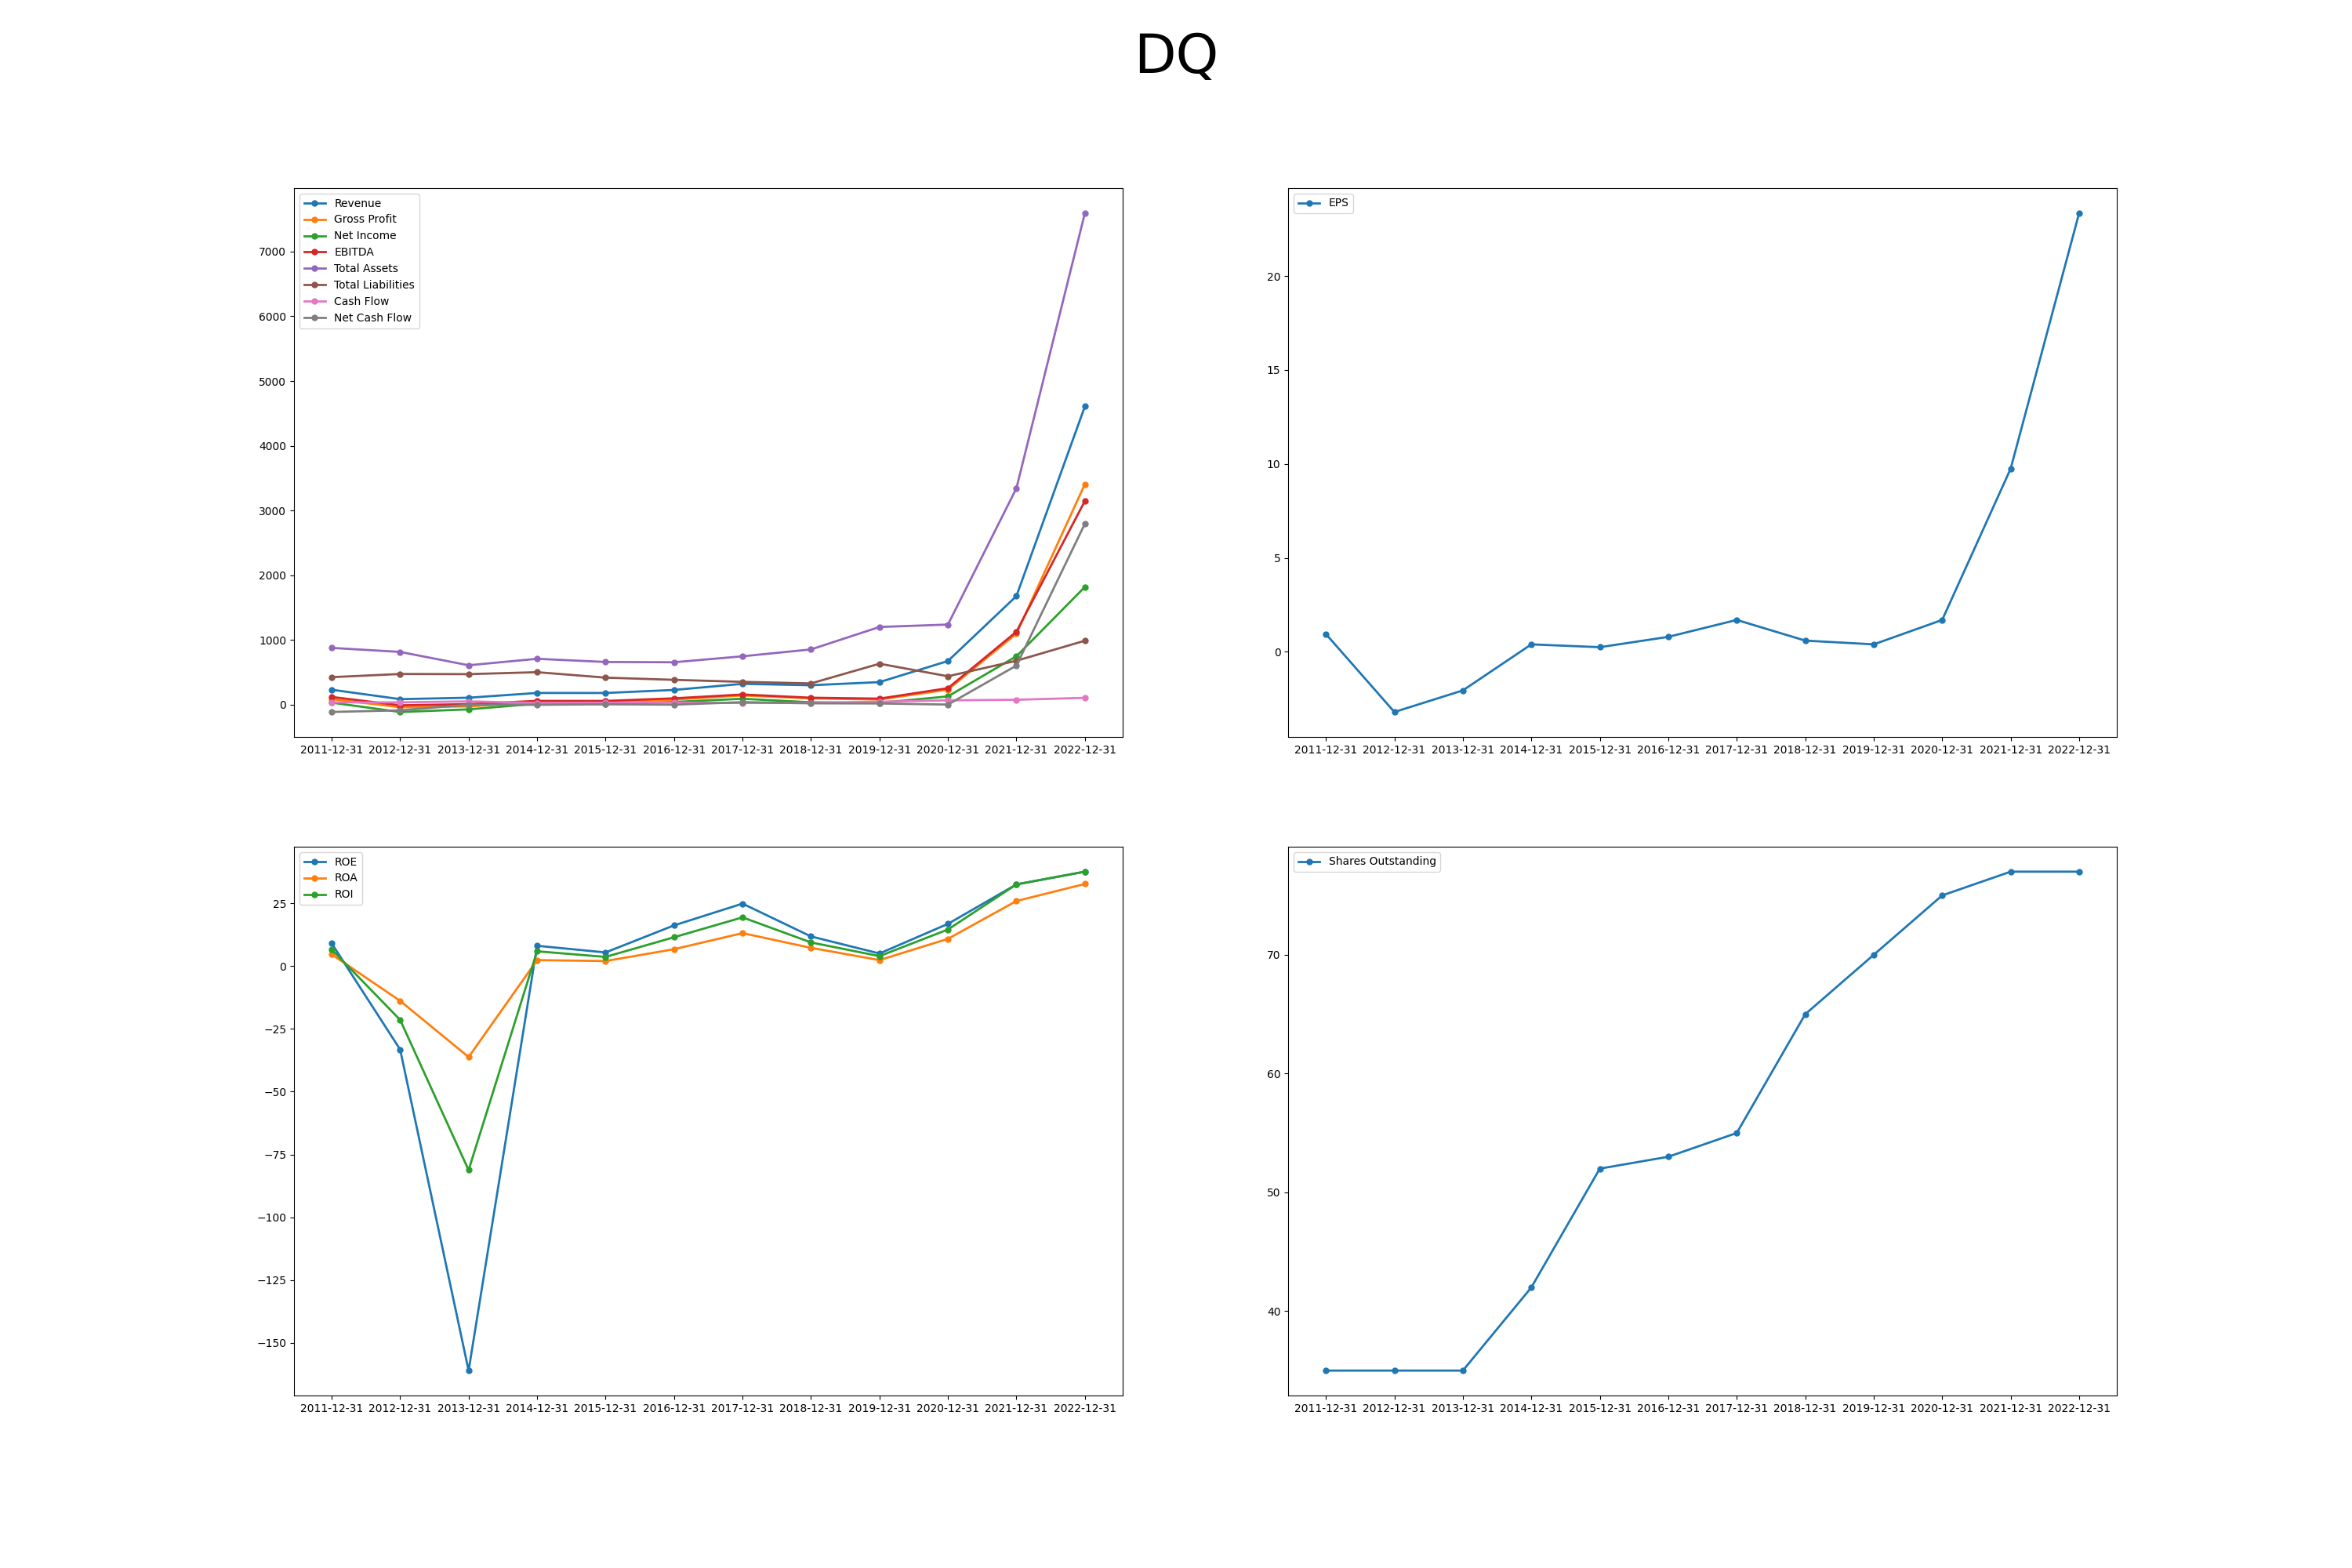 DQ
Revenue
Gross Profit
Net Income
EBITDA
Total Assets
Total Liabilities
Cash Flow
Net Cash Flow
7000
6000
5000
4000
3000
2000
1000
0
2011-12-31 2012-12-31 2013-12-31 2014-12-31 2015-12-31 2016-12-31 2017-12-31 2018-12-31 2019-12-31 2020-12-31 2021-12-31 2022-12-31
EPS
20
15
10
5
0
2011-12-31 2012-12-31 2013-12-31 2014-12-31 2015-12-31 2016-12-31 2017-12-31 2018-12-31 2019-12-31 2020-12-31 2021-12-31 2022-12-31
ROE
ROA
ROI
25
0
−25
−50
−75
−100
−125
−150
2011-12-31 2012-12-31 2013-12-31 2014-12-31 2015-12-31 2016-12-31 2017-12-31 2018-12-31 2019-12-31 2020-12-31 2021-12-31 2022-12-31
Shares Outstanding
70
60
50
40
2011-12-31 2012-12-31 2013-12-31 2014-12-31 2015-12-31 2016-12-31 2017-12-31 2018-12-31 2019-12-31 2020-12-31 2021-12-31 2022-12-31